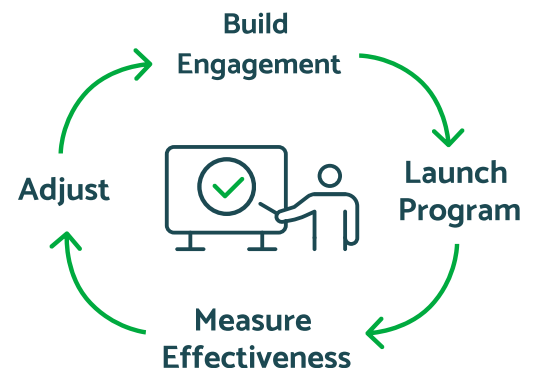 Build
Engagement
Launch
Program
Measure
Effectiveness
Adjust